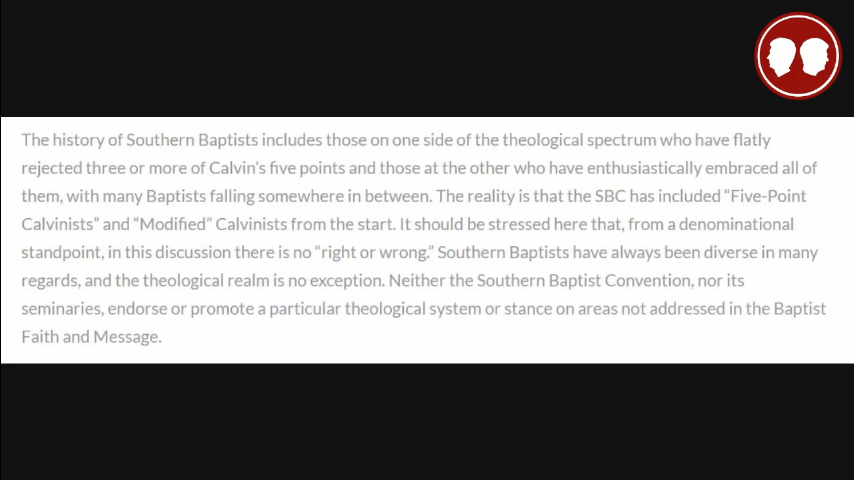 The history of Southern Baptists includes those on one side of the theological spectrum who have flatly
rejected three or more of Calvin's five points and those at the other who have enthusiastically embraced all of
them, with many Baptists falling somewhere in between. The reality is that the SBC has included “Five-Point
Calvinists” and “Modified” Calvinists from the start. It should be stressed here that, from a denominational
standpoint, in this discussion there is no “right or wrong.” Southern Baptists have always been diverse in many
regards, and the theological realm is no exception. Neither the Southern Baptist Convention, nor its
seminaries, endorse or promote a particular theological system or stance on areas not addressed in the Baptist
Faith and Message.